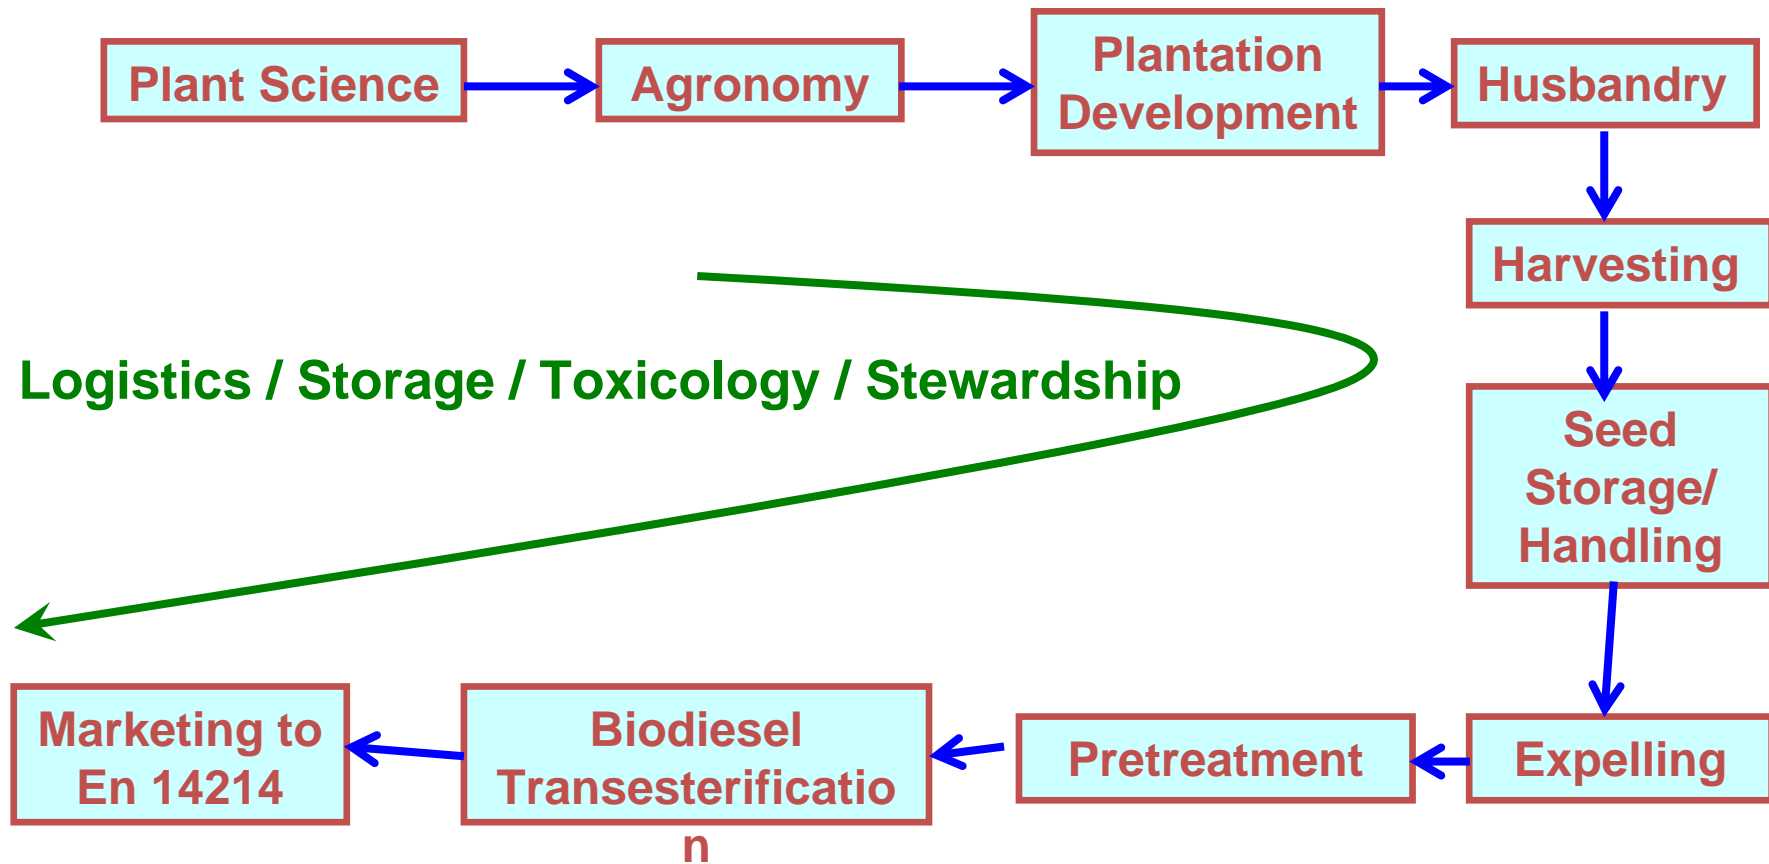 Plant Science
Agronomy
Plantation
Development
Husbandry
Harvesting
Logistics / Storage / Toxicology / Stewardship
Seed
Storage/
Handling
Marketing to
En 14214
Biodiesel
Transesterificatio
n
Pretreatment
Expelling